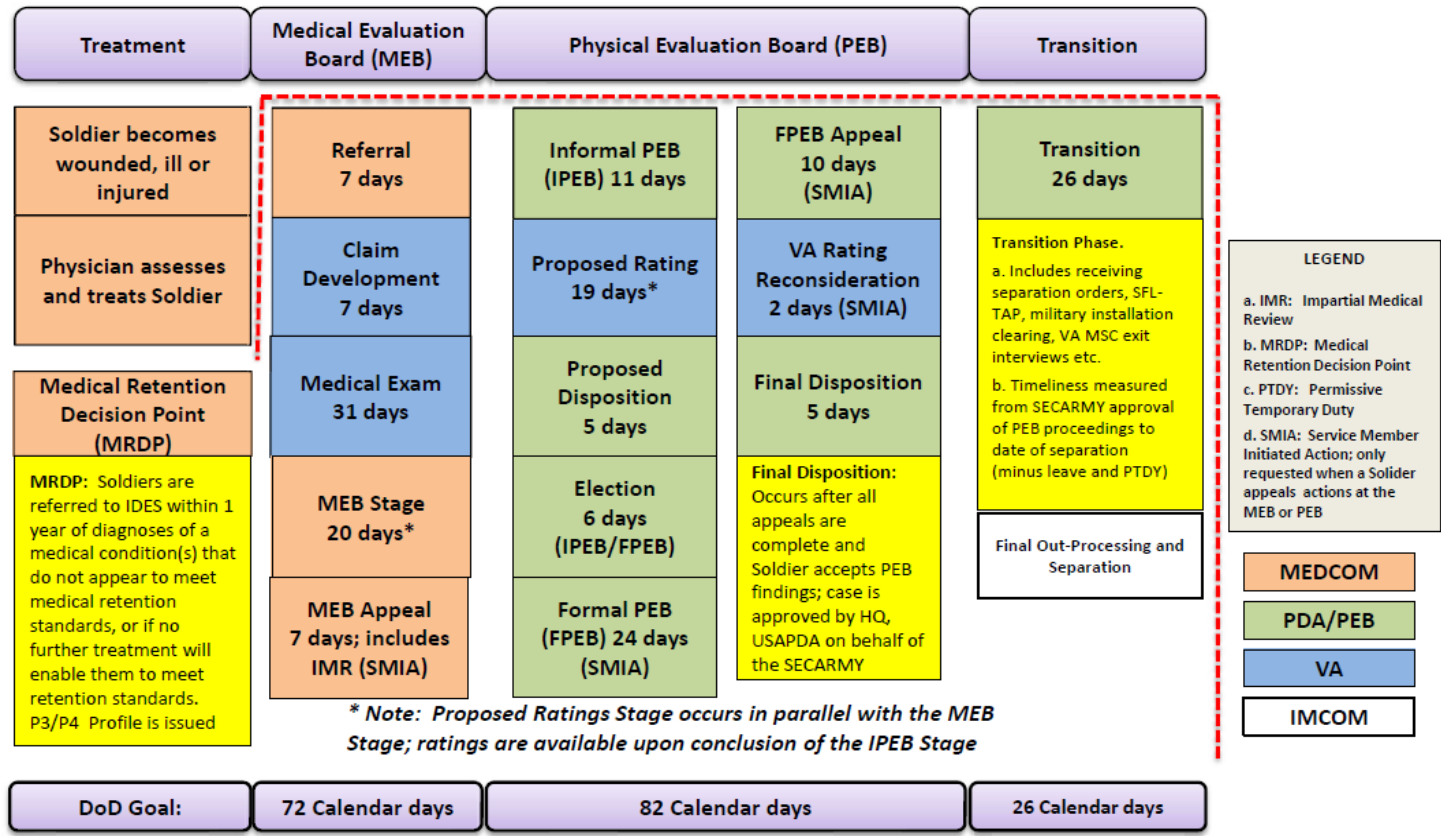 Treatment
Medical Evaluation
Board (MEB)
Physical Evaluation Board (PEB)
Transition
Soldier becomes
wounded, ill or
injured
Physician assesses
and treats Soldier
Medical Retention
Decision Point
(MRDP)
MRDP: Soldiers are
referred to IDES within 1
year of diagnoses of a
medical condition(s) that
do not appear to meet
medical retention
standards, or if no
further treatment will
enable them to meet
retention standards.
P3/P4 Profile is issued
Referral
7 days
Claim
Development
7 days
Medical Exam
31 days
MEB Stage
20 days*
MEB Appeal
7 days; includes
IMR (SMIA)
Informal PEB
(IPEB) 11 days
Proposed Rating
19 days*
Proposed
Disposition
5 days
Election
6 days
(IPEB/FPEB)
Formal PEB
(FPEB) 24 days
(SMIA)
FPEB Appeal
10 days
(SMIA)
VA Rating
Reconsideration
2 days (SMIA)
Final Disposition
5 days
Final Disposition:
Occurs after all
appeals are
complete and
Soldier accepts PEB
findings; case is
approved by HQ,
USAPDA on behalf of
the SECARMY
Transition
26 days
Transition Phase.
a. Includes receiving
separation orders, SFL-
TAP, military installation
clearing, VA MSC exit
interviews etc.
b. Timeliness measured
from SECARMY approval
of PEB proceedings to
date of separation
(minus leave and PTDY)
Final Out-Processing and
Separation
* Note: Proposed Ratings Stage occurs in parallel with the MEB
Stage; ratings are available upon conclusion of the IPEB Stage
LEGEND
a. IMR: Impartial Medical
Review
b. MRDP: Medical
Retention Decision Point
c. PTDY: Permissive
Temporary Duty
d. SMIA: Service Member
Initiated Action; only
requested when a Solider
appeals actions at the
MEB or PEB
MEDCOM
PDA/PEB
VA
IMCOM
DoD Goal:
72 Calendar days
82 Calendar days
26 Calendar days